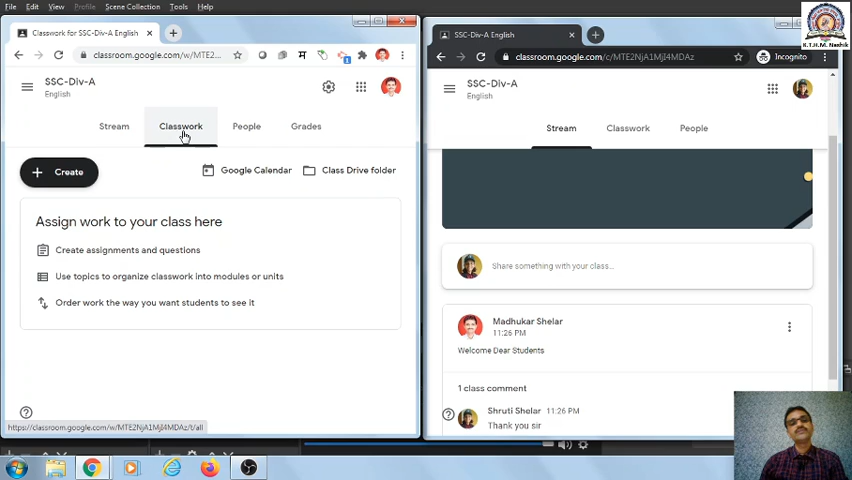 File Edit View Profile Scene Collection Tools Help
Classwork for SSC-Div-A English
classroom.google.com/w/MTE2...
SSC-Div-A
English
Stream Classwork People Grades
Create
Google Calendar
Class Drive folder
Assign work to your class here
Create assignments and questions
Use topics to organize classwork into modules or units
Order work the way you want students to see it
https://classroom.google.com/w/MTE2NjA1MjI4MDAz/t/all
SSC-Div-A English
classroom.google.com/c/MTE2NjA1MjI4MDAz
Incognito
SSC-Div-A
English
Stream Classwork People
Share something with your class...
Madhukar Shelar
11:26 PM
Welcome Dear Students
1 class comment
Shruti Shelar 11:26 PM
Thank you sir
K.T.H.M. Nashik